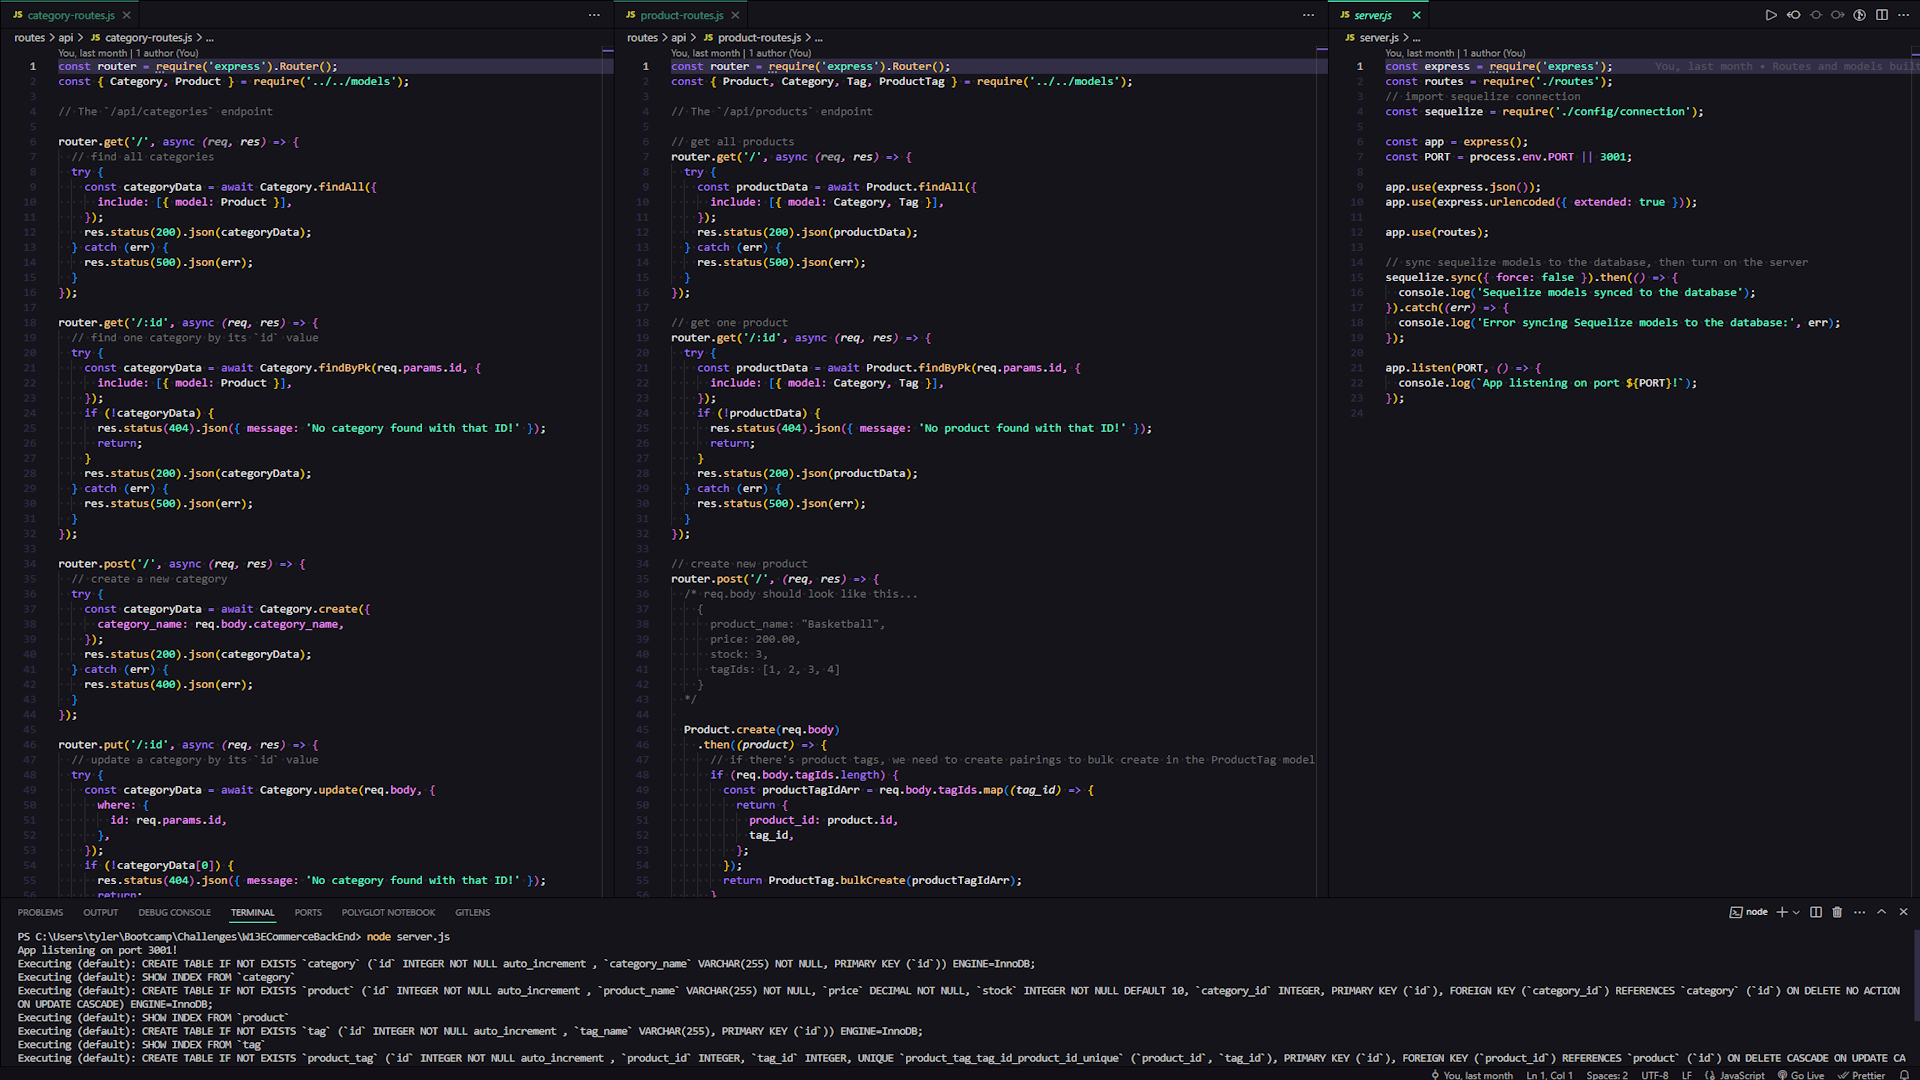 JS category-routes.js
routes > api > JS category-routes.js > ...
You, last month | 1 author (You)
1 const router = require('express').Router();
2 const { Category, Product } = require('../../models');
3
4 // The `/api/categories` endpoint
5
6 router.get('/', async (req, res) => {
7 // find all categories
8 try {
9 const categoryData = await Category.findAll({
10 include: [{ model: Product }],
11 });
12 res.status(200).json(categoryData);
13 } catch (err) {
14 res.status(500).json(err);
15 }
16 });
17
18 router.get('/:id', async (req, res) => {
19 // find one category by its `id` value
20 try {
21 const categoryData = await Category.findByPk(req.params.id, {
22 include: [{ model: Product }],
23 });
24 if (!categoryData) {
25 res.status(404).json({ message: 'No category found with that ID!' });
26 return;
27 }
28 res.status(200).json(categoryData);
29 } catch (err) {
30 res.status(500).json(err);
31 }
32 });
33
34 router.post('/', async (req, res) => {
35 // create a new category
36 try {
37 const categoryData = await Category.create({
38 category_name: req.body.category_name,
39 });
40 res.status(200).json(categoryData);
41 } catch (err) {
42 res.status(400).json(err);
43 }
44 });
45
46 router.put('/:id', async (req, res) => {
47 // update a category by its `id` value
48 try {
49 const categoryData = await Category.update(req.body, {
50 where: {
51 id: req.params.id,
52 },
53 });
54 if (!categoryData[0]) {
55 res.status(404).json({ message: 'No category found with that ID!' });
56 return;
JS product-routes.js
routes > api > JS product-routes.js > ...
You, last month | 1 author (You)
1 const router = require('express').Router();
2 const { Product, Category, Tag, ProductTag } = require('../../models');
3
4 // The `/api/products` endpoint
5
6 // get all products
7 router.get('/', async (req, res) => {
8 try {
9 const productData = await Product.findAll({
10 include: [{ model: Category, Tag }],
11 });
12 res.status(200).json(productData);
13 } catch (err) {
14 res.status(500).json(err);
15 }
16 });
17
18 // get one product
19 router.get('/:id', async (req, res) => {
20 try {
21 const productData = await Product.findByPk(req.params.id, {
22 include: [{ model: Category, Tag }],
23 });
24 if (!productData) {
25 res.status(404).json({ message: 'No product found with that ID!' });
26 return;
27 }
28 res.status(200).json(productData);
29 } catch (err) {
30 res.status(500).json(err);
31 }
32 });
33
34 // create new product
35 router.post('/', (req, res) => {
36 /* req.body should look like this...
37 {
38 product_name: "Basketball",
39 price: 200.00,
40 stock: 3,
41 tagIds: [1, 2, 3, 4]
42 }
43 */
44
45 Product.create(req.body)
46 .then((product) => {
47 // if there's product tags, we need to create pairings to bulk create in the ProductTag model
48 if (req.body.tagIds.length) {
49 const productTagIdArr = req.body.tagIds.map((tag_id) => {
50 return {
51 product_id: product.id,
52 tag_id,
53 };
54 });
55 return ProductTag.bulkCreate(productTagIdArr);
56 }
JS server.js
JS server.js > ...
You, last month | 1 author (You)
1 const express = require('express'); You, last month • Routes and models built
2 const routes = require('./routes');
3 // import sequelize connection
4 const sequelize = require('./config/connection');
5
6 const app = express();
7 const PORT = process.env.PORT || 3001;
8
9 app.use(express.json());
10 app.use(express.urlencoded({ extended: true }));
11
12 app.use(routes);
13
14 // sync sequelize models to the database, then turn on the server
15 sequelize.sync({ force: false }).then(() => {
16 console.log('Sequelize models synced to the database');
17 }).catch((err) => {
18 console.log('Error syncing Sequelize models to the database:', err);
19 });
20
21 app.listen(PORT, () => {
22 console.log(`App listening on port ${PORT}!`);
23 });
24
PROBLEMS OUTPUT DEBUG CONSOLE TERMINAL PORTS POLYGLOT NOTEBOOK GITLENS node
PS C:\Users\tyler\Bootcamp\Challenges\W13ECommerceBackEnd> node server.js
App listening on port 3001!
Executing (default): CREATE TABLE IF NOT EXISTS `category` (`id` INTEGER NOT NULL auto_increment , `category_name` VARCHAR(255) NOT NULL, PRIMARY KEY (`id`)) ENGINE=InnoDB;
Executing (default): SHOW INDEX FROM `category`
Executing (default): CREATE TABLE IF NOT EXISTS `product` (`id` INTEGER NOT NULL auto_increment , `product_name` VARCHAR(255) NOT NULL, `price` DECIMAL NOT NULL, `stock` INTEGER NOT NULL DEFAULT 10, `category_id` INTEGER, PRIMARY KEY (`id`), FOREIGN KEY (`category_id`) REFERENCES `category` (`id`) ON DELETE NO ACTION
ON UPDATE CASCADE) ENGINE=InnoDB;
Executing (default): SHOW INDEX FROM `product`
Executing (default): CREATE TABLE IF NOT EXISTS `tag` (`id` INTEGER NOT NULL auto_increment , `tag_name` VARCHAR(255), PRIMARY KEY (`id`)) ENGINE=InnoDB;
Executing (default): SHOW INDEX FROM `tag`
Executing (default): CREATE TABLE IF NOT EXISTS `product_tag` (`id` INTEGER NOT NULL auto_increment , `product_id` INTEGER, `tag_id` INTEGER, UNIQUE `product_tag_tag_id_product_id_unique` (`product_id`, `tag_id`), PRIMARY KEY (`id`), FOREIGN KEY (`product_id`) REFERENCES `product` (`id`) ON DELETE CASCADE ON UPDATE CA
You, last month Ln 1, Col 1 Spaces: 2 UTF-8 LF {} JavaScript Go Live Prettier